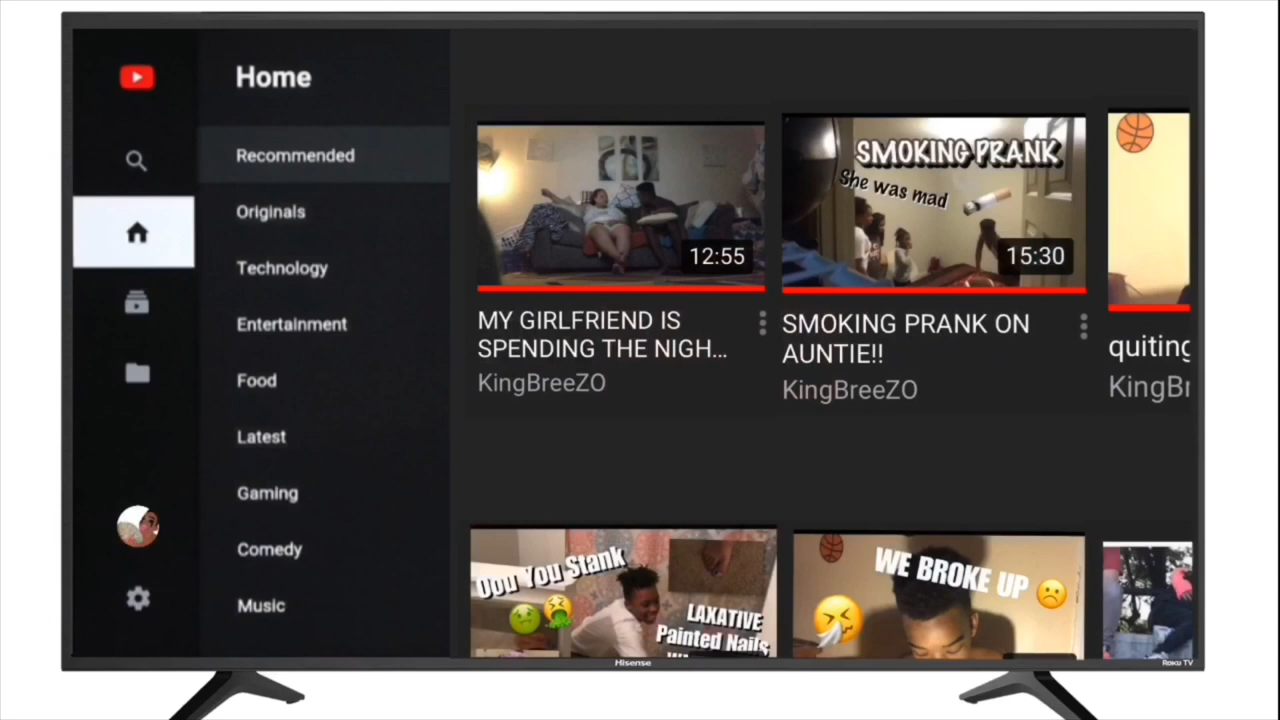 Home
Recommended
Originals
Technology
Entertainment
Food
Latest
Gaming
Comedy
Music
12:55
MY GIRLFRIEND IS
SPENDING THE NIGH...
KingBreeZO
SMOKING PRANK
She was mad
15:30
SMOKING PRANK ON
AUNTIE!!
KingBreeZO
quiting
KingBr
Oou You Stank
LAXATIVE
Painted Nails
WE BROKE UP
Hisense
Roku TV